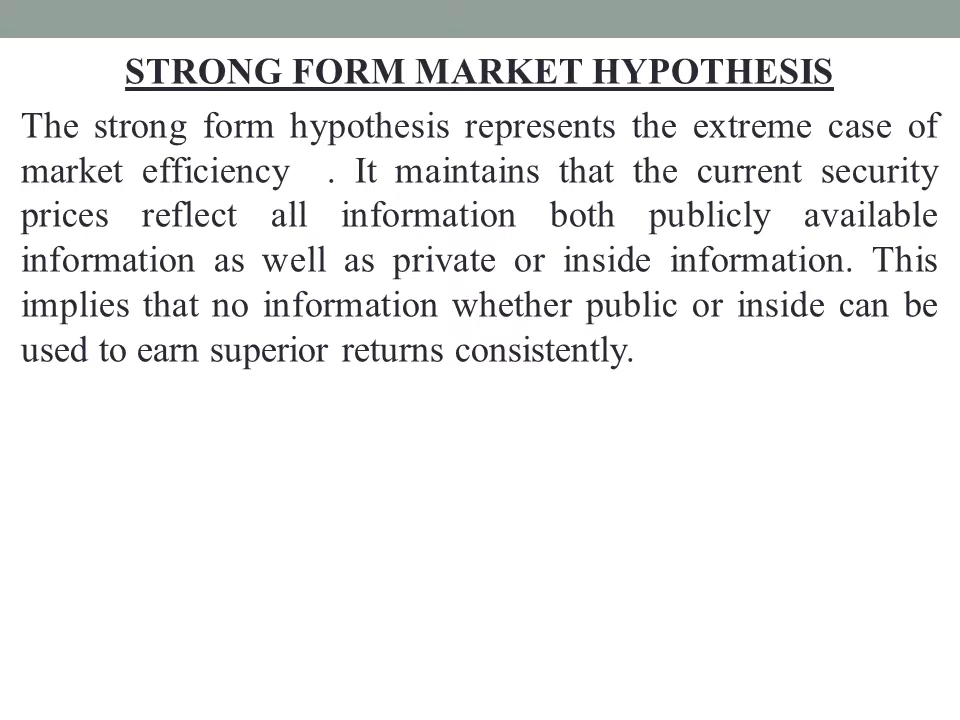 STRONG FORM MARKET HYPOTHESIS
The strong form hypothesis represents the extreme case of
market efficiency . It maintains that the current security
prices reflect all information both publicly available
information as well as private or inside information. This
implies that no information whether public or inside can be
used to earn superior returns consistently.